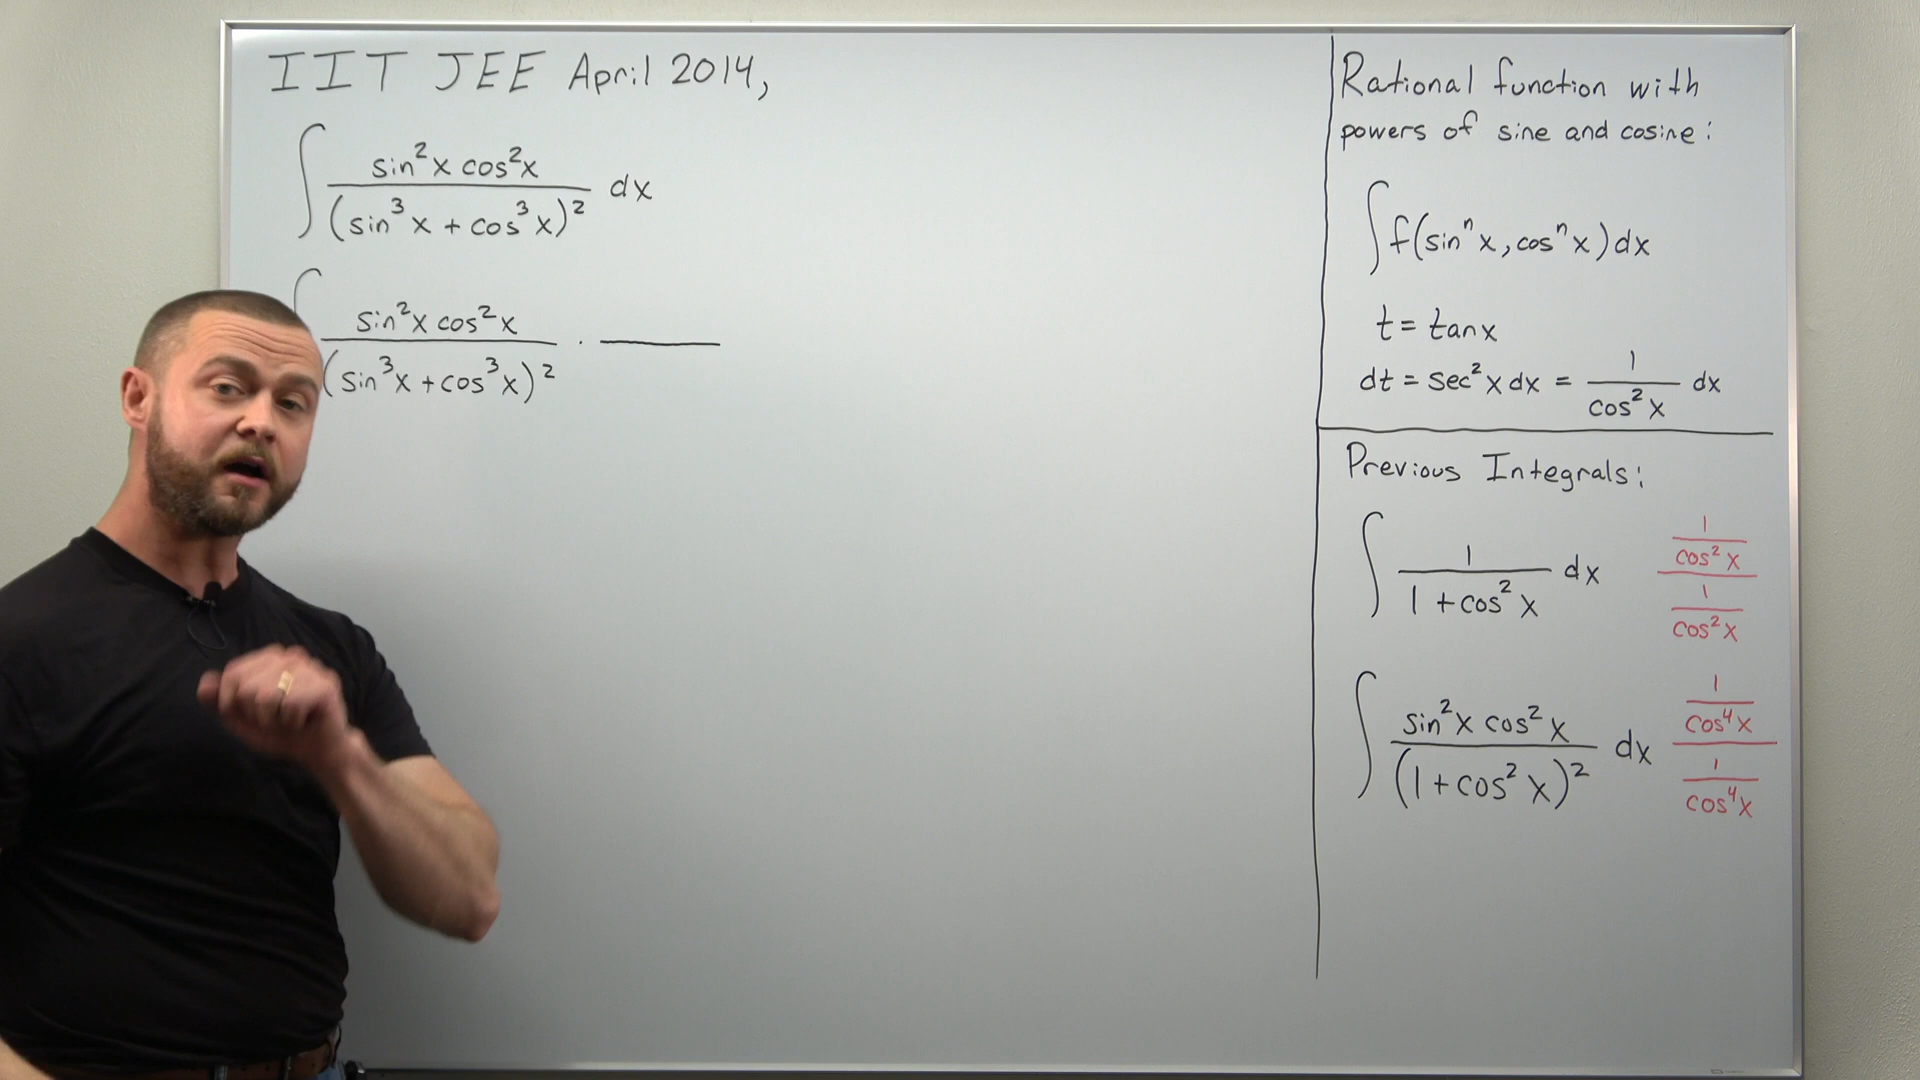 IIT JEE April 2014,
∫ sin²x cos²x / (sin³x + cos³x)² dx
∫ sin²x cos²x / (sin³x + cos³x)² · ____
Rational function with
powers of sine and cosine:
∫ f(sinⁿx, cosⁿx) dx
t = tanx
dt = sec²x dx = 1 / cos²x dx
Previous Integrals:
∫ 1 / (1 + cos²x) dx
(1 / cos²x) / (1 / cos²x)
∫ sin²x cos²x / (1 + cos²x)² dx
(1 / cos⁴x) / (1 / cos⁴x)